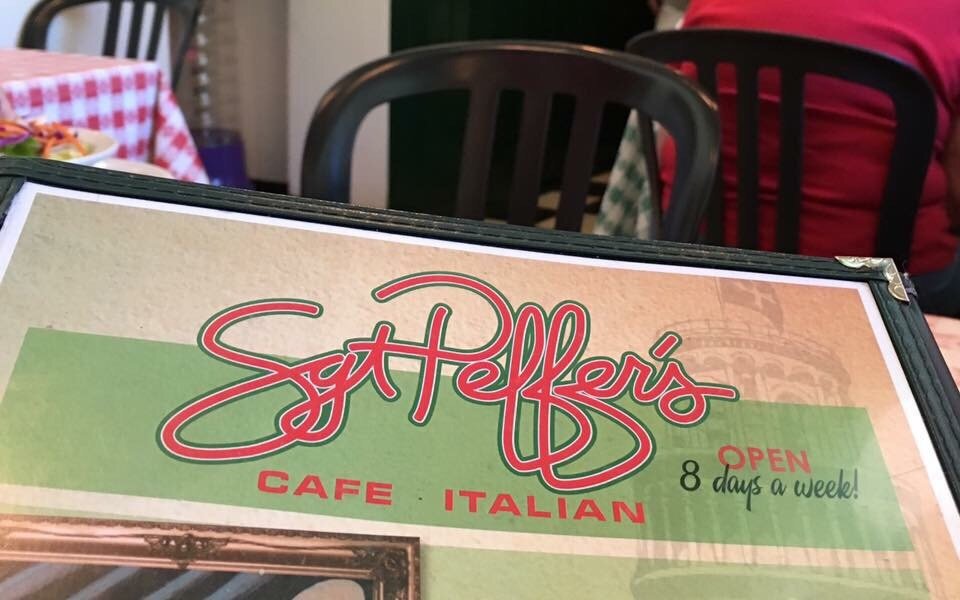 Sgt Peffer's
CAFE ITALIAN
OPEN
8 days a week!